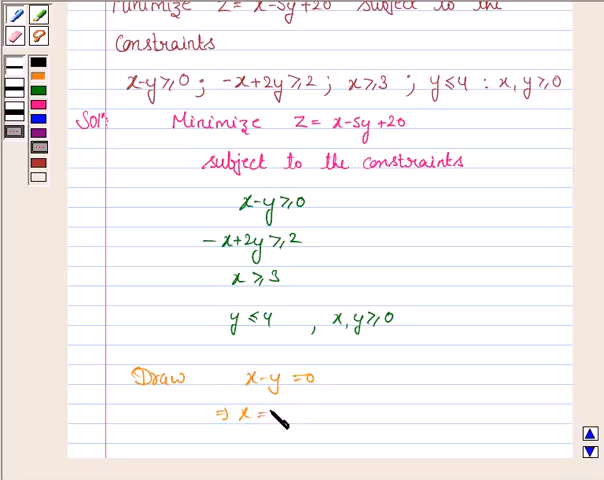 Minimize Z = x-5y+20 subject to the
Constraints
x-y⩾0 ; -x+2y⩾2 ; x⩾3 ; y≤4 : x, y⩾0
Solⁿ: Minimize Z = x-5y+20
subject to the constraints
x-y⩾0
-x+2y⩾2
x⩾3
y≤4 , x, y⩾0
Draw x-y=0
⇒ x=